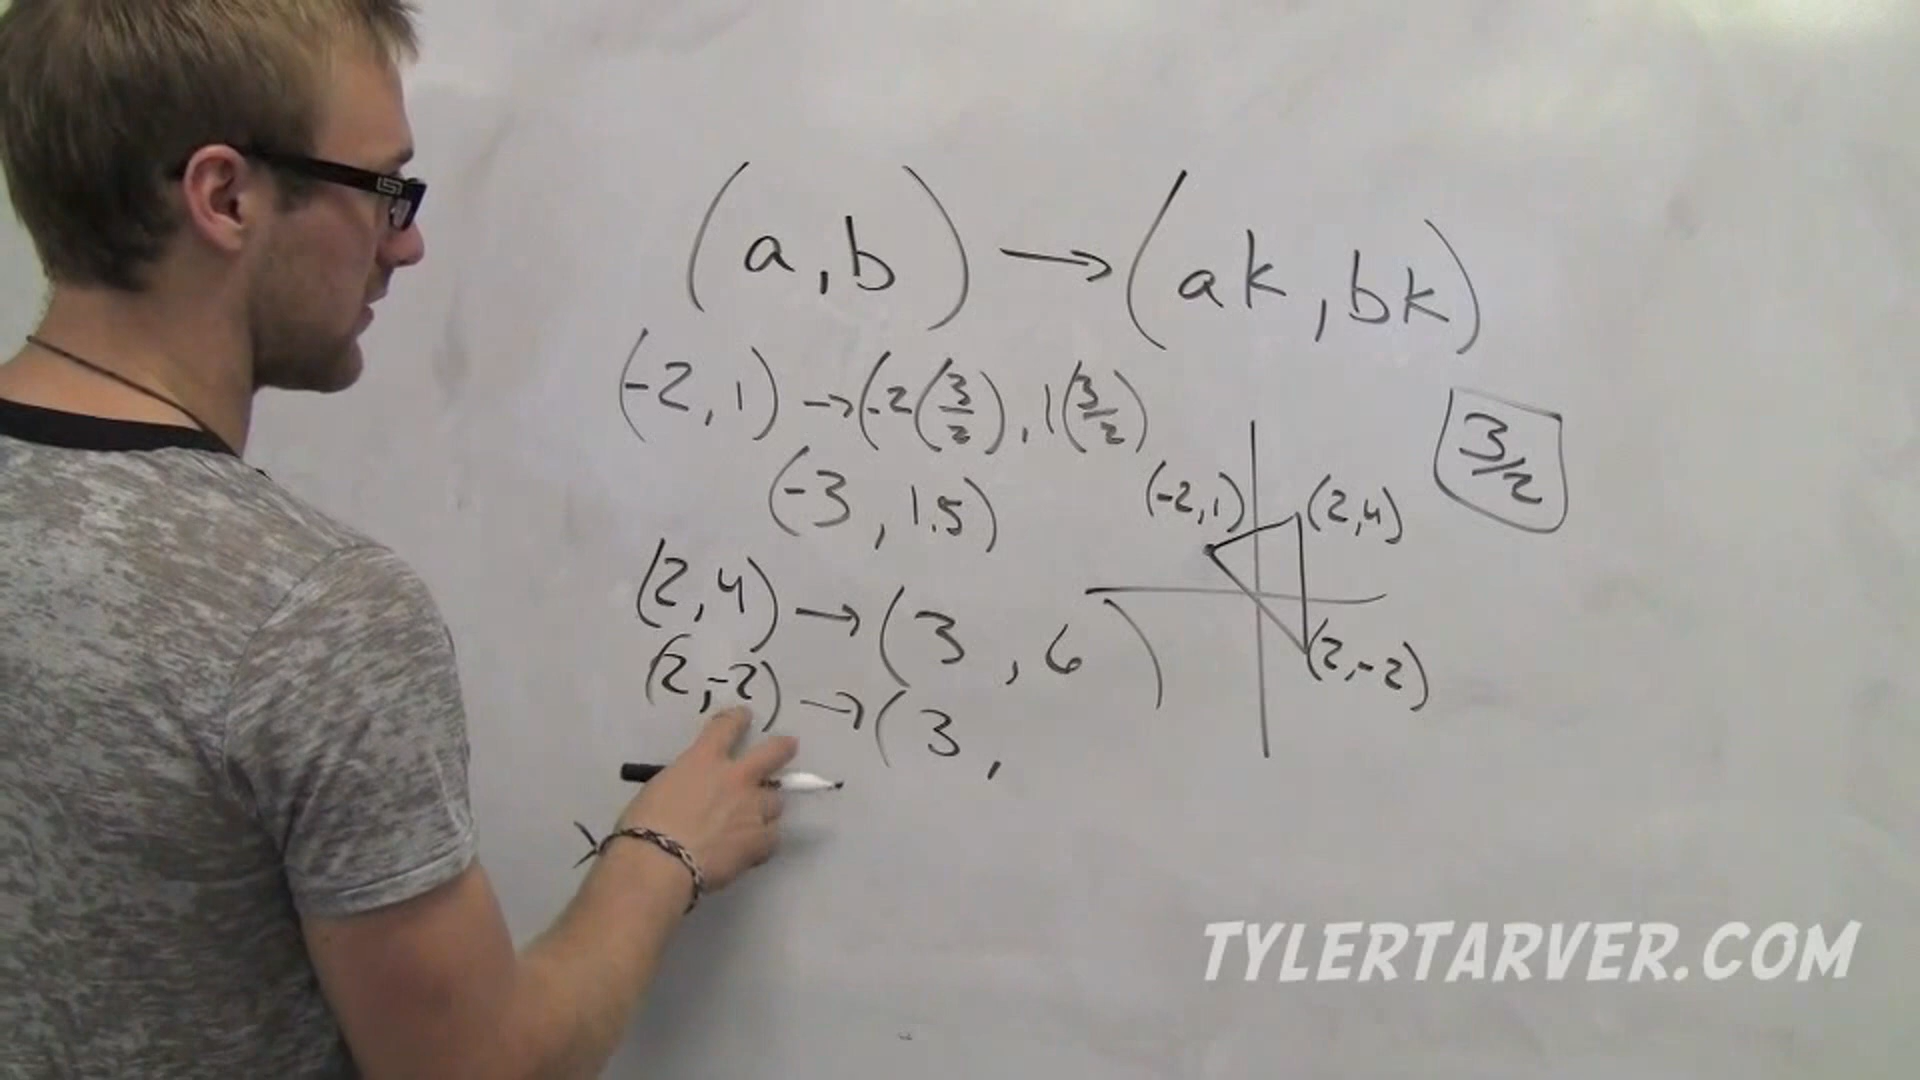 (a, b) → (ak, bk)
(-2, 1) → (-2(3/2), 1(3/2)
(-3, 1.5)
3/2
(-2,1)
(2,4)
(2,4) → (3, 6)
(2,-2) → (3,
(2,-2)
TYLERTARVER.COM